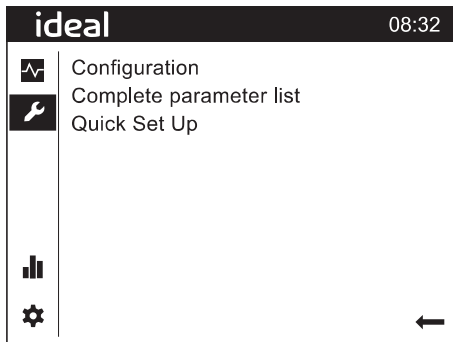 ideal
08:32
Configuration
Complete parameter list
Quick Set Up